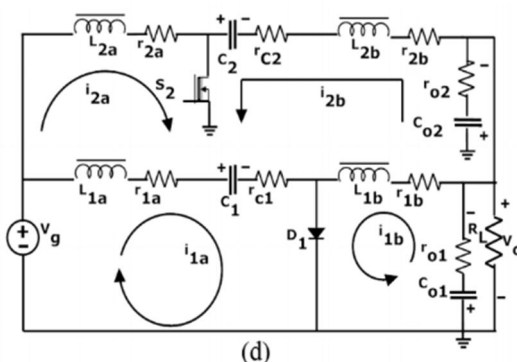 L2a r2a C2 rC2 L2b r2b
+ -
S2
i2a i2b
ro2 -
Co2 +
L1a r1a C1 rc1 L1b r1b
+ -
Vg + -
i1a D1 i1b
- RL + Vo
ro1
Co1 + -
(d)